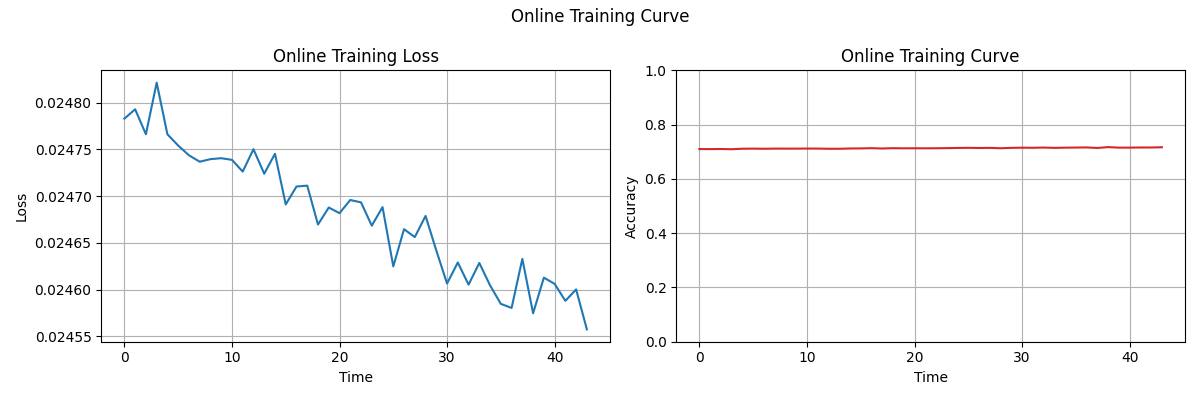 Online Training Curve
Online Training Loss
0.02480
0.02475
0.02470
0.02465
0.02460
0.02455
Loss
0 10 20 30 40
Time
Online Training Curve
1.0
0.8
0.6
0.4
0.2
0.0
Accuracy
0 10 20 30 40
Time